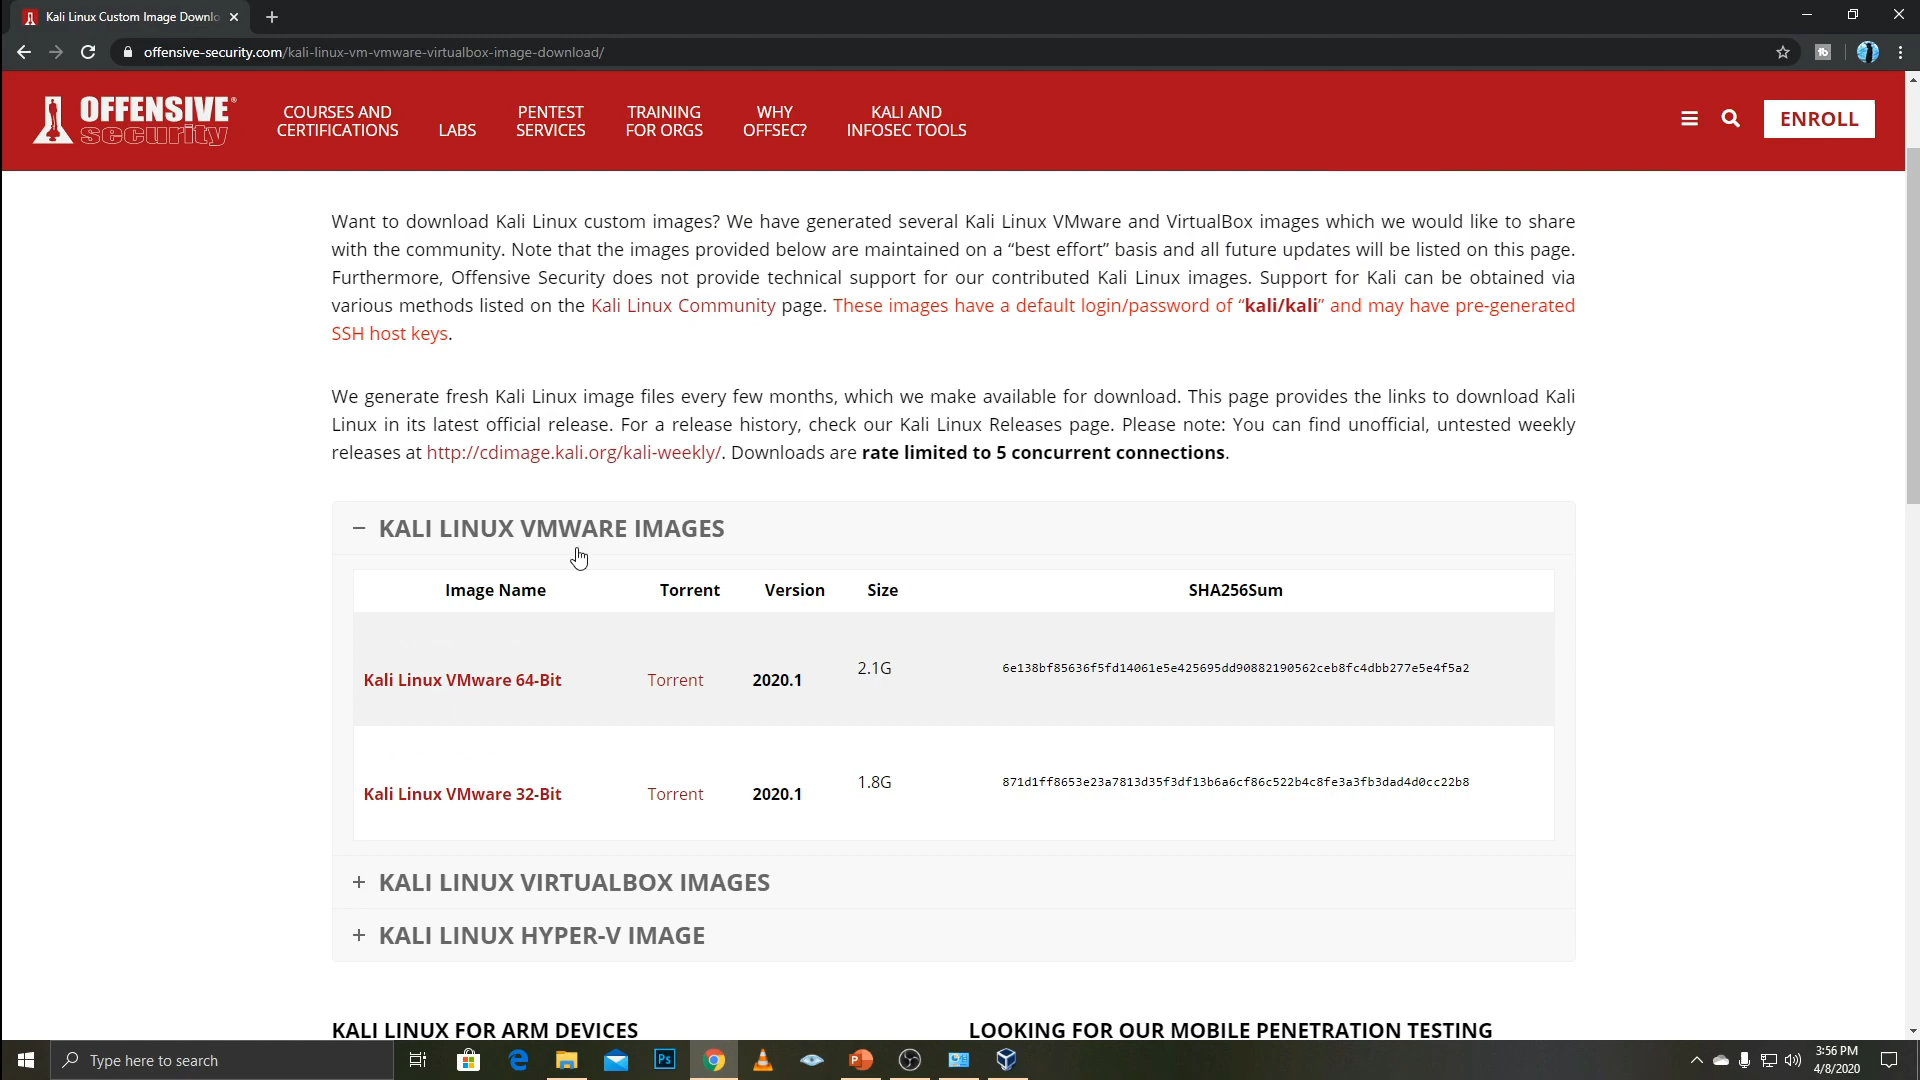 Kali Linux Custom Image Downlo
offensive-security.com/kali-linux-vm-vmware-virtualbox-image-download/
OFFENSIVE®
security
COURSES AND
CERTIFICATIONS
LABS
PENTEST
SERVICES
TRAINING
FOR ORGS
WHY
OFFSEC?
KALI AND
INFOSEC TOOLS
ENROLL
Want to download Kali Linux custom images? We have generated several Kali Linux VMware and VirtualBox images which we would like to share
with the community. Note that the images provided below are maintained on a “best effort” basis and all future updates will be listed on this page.
Furthermore, Offensive Security does not provide technical support for our contributed Kali Linux images. Support for Kali can be obtained via
various methods listed on the Kali Linux Community page. These images have a default login/password of “kali/kali” and may have pre-generated
SSH host keys.
We generate fresh Kali Linux image files every few months, which we make available for download. This page provides the links to download Kali
Linux in its latest official release. For a release history, check our Kali Linux Releases page. Please note: You can find unofficial, untested weekly
releases at http://cdimage.kali.org/kali-weekly/. Downloads are rate limited to 5 concurrent connections.
− KALI LINUX VMWARE IMAGES
Image Name Torrent Version Size SHA256Sum
Kali Linux VMware 64-Bit Torrent 2020.1 2.1G 6e138bf85636f5fd14061e5e425695dd90882190562ceb8fc4dbb277e5e4f5a2
Kali Linux VMware 32-Bit Torrent 2020.1 1.8G 871d1ff8653e23a7813d35f3df13b6a6cf86c522b4c8fe3a3fb3dad4d0cc22b8
+ KALI LINUX VIRTUALBOX IMAGES
+ KALI LINUX HYPER-V IMAGE
KALI LINUX FOR ARM DEVICES
LOOKING FOR OUR MOBILE PENETRATION TESTING
Type here to search
3:56 PM
4/8/2020